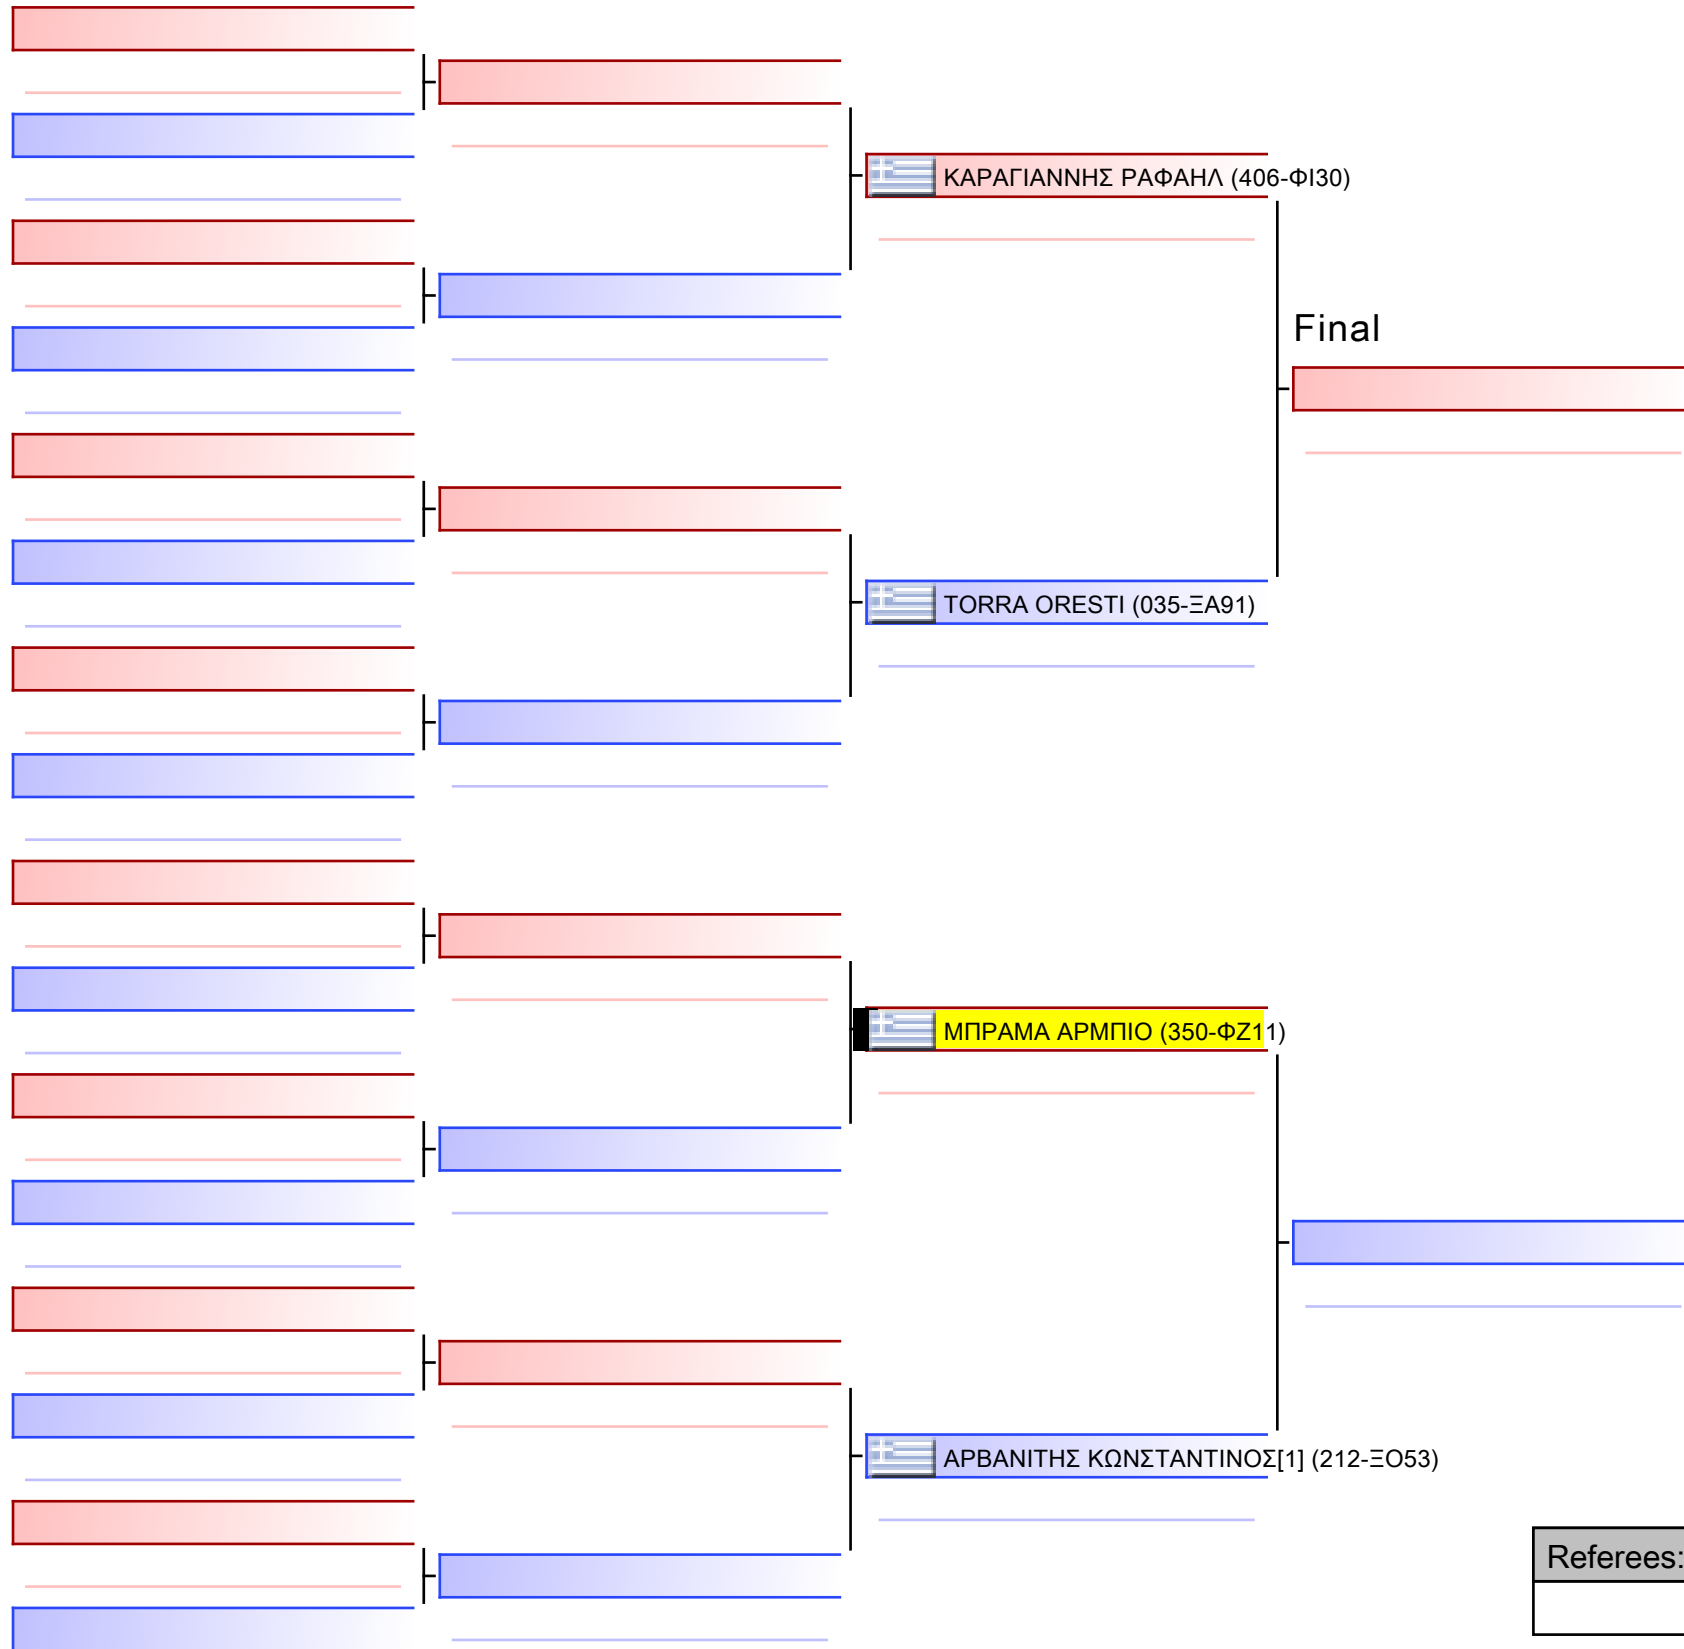 ΚΑΡΑΓΙΑΝΝΗΣ ΡΑΦΑΗΛ (406-ΦΙ30)
Final
TORRA ORESTI (035-ΞΑ91)
ΜΠΡΑΜΑ ΑΡΜΠΙΟ (350-ΦΖ11)
ΑΡΒΑΝΙΤΗΣ ΚΩΝΣΤΑΝΤΙΝΟΣ[1] (212-ΞΟ53)
Referees: